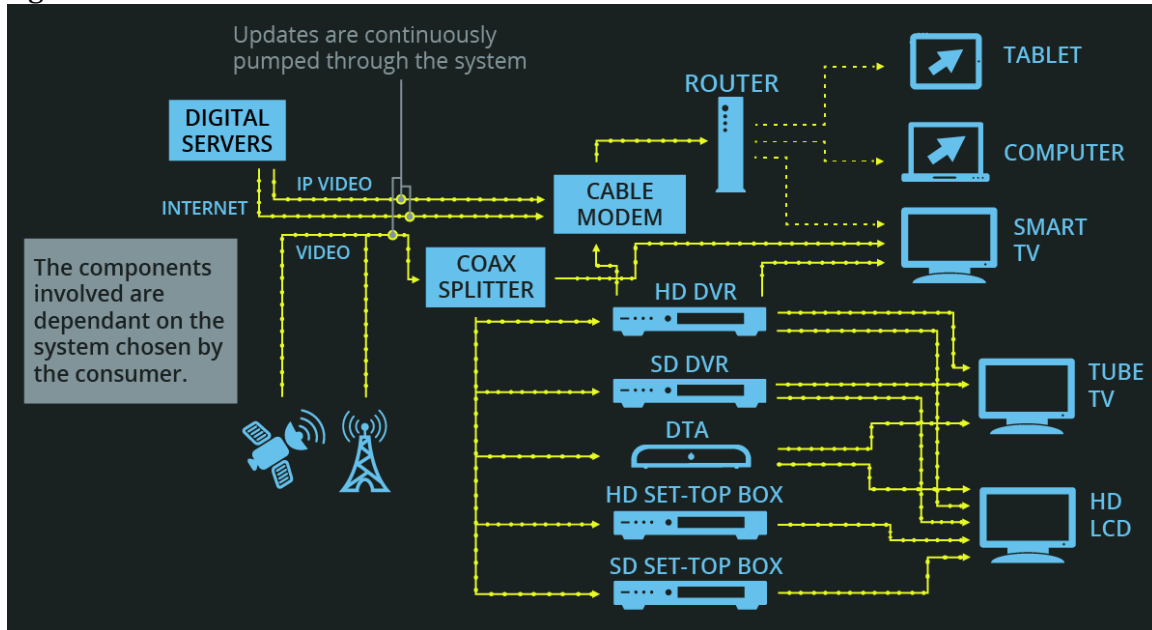 Updates are continuously
pumped through the system
DIGITAL
SERVERS
IP VIDEO
INTERNET
VIDEO
The components
involved are
dependant on the
system chosen by
the consumer.
CABLE
MODEM
COAX
SPLITTER
ROUTER
TABLET
COMPUTER
SMART
TV
HD DVR
SD DVR
DTA
HD SET-TOP BOX
SD SET-TOP BOX
TUBE
TV
HD
LCD